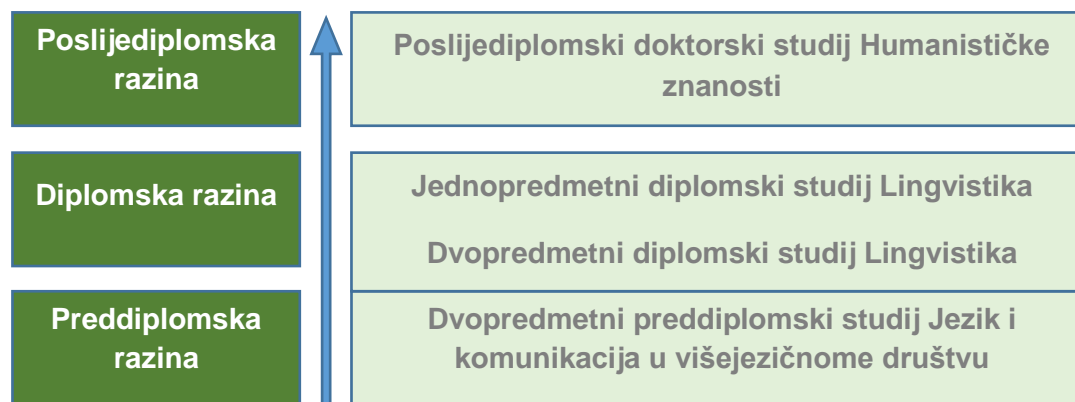 Poslijediplomska
razina
Poslijediplomski doktorski studij Humanističke
znanosti
Diplomska razina
Jednopredmetni diplomski studij Lingvistika
Dvopredmetni diplomski studij Lingvistika
Preddiplomska
razina
Dvopredmetni preddiplomski studij Jezik i
komunikacija u višejezičnome društvu